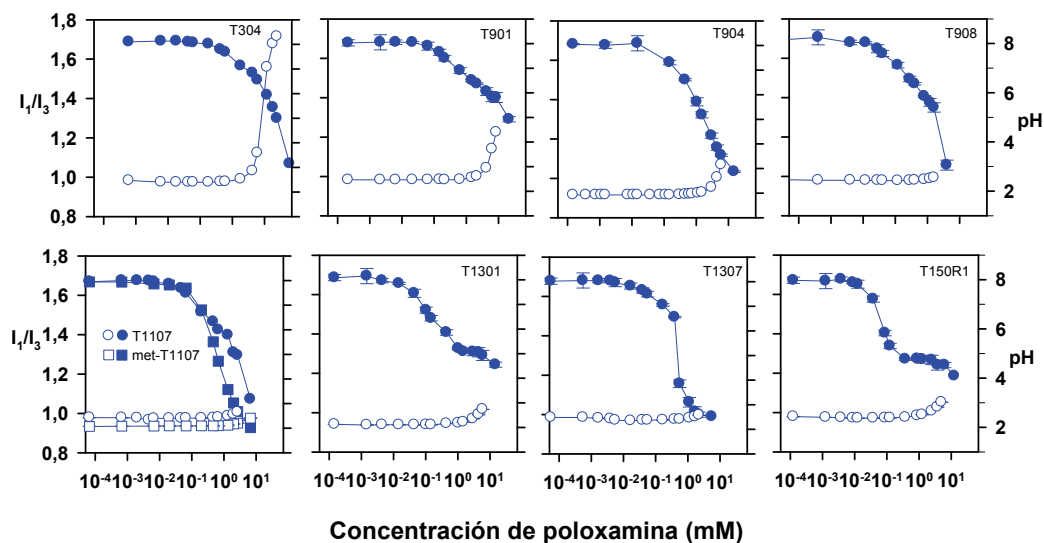 T304
T901
T904
T908
1,8
1,6
1,4
1,2
1,0
0,8
I1/I3
8
6
4
2
pH
T1107
met-T1107
T1301
T1307
T150R1
1,8
1,6
1,4
1,2
1,0
0,8
I1/I3
8
6
4
2
pH
10-4 10-3 10-2 10-1 100 101
10-4 10-3 10-2 10-1 100 101
10-4 10-3 10-2 10-1 100 101
10-4 10-3 10-2 10-1 100 101
Concentración de poloxamina (mM)